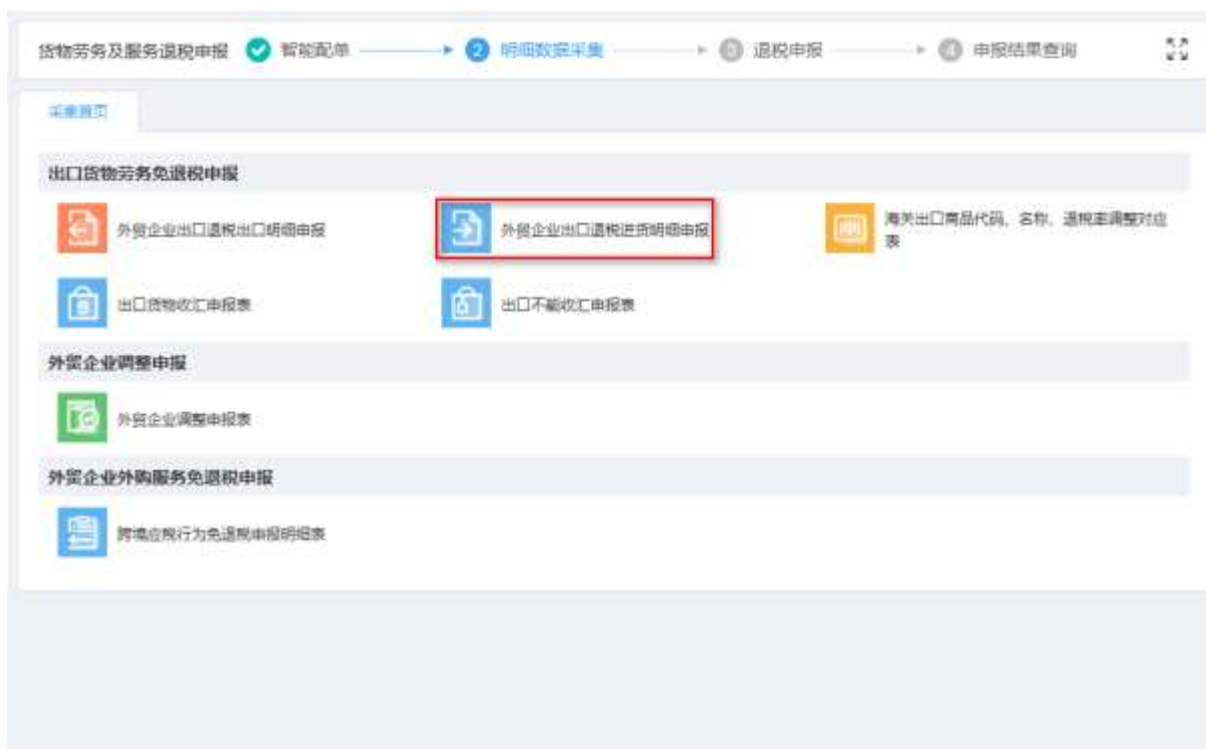 货物劳务及服务退税申报 智能配单 2 明细数据采集 3 退税申报 4 申报结果查询
采集首页
出口货物劳务免退税申报
外贸企业出口退税出口明细申报 外贸企业出口退税进货明细申报 海关出口商品代码、名称、退税率调整对应
表
出口货物收汇申报表 出口不能收汇申报表
外贸企业调整申报
外贸企业调整申报表
外贸企业外购服务免退税申报
跨境应税行为免退税申报明细表